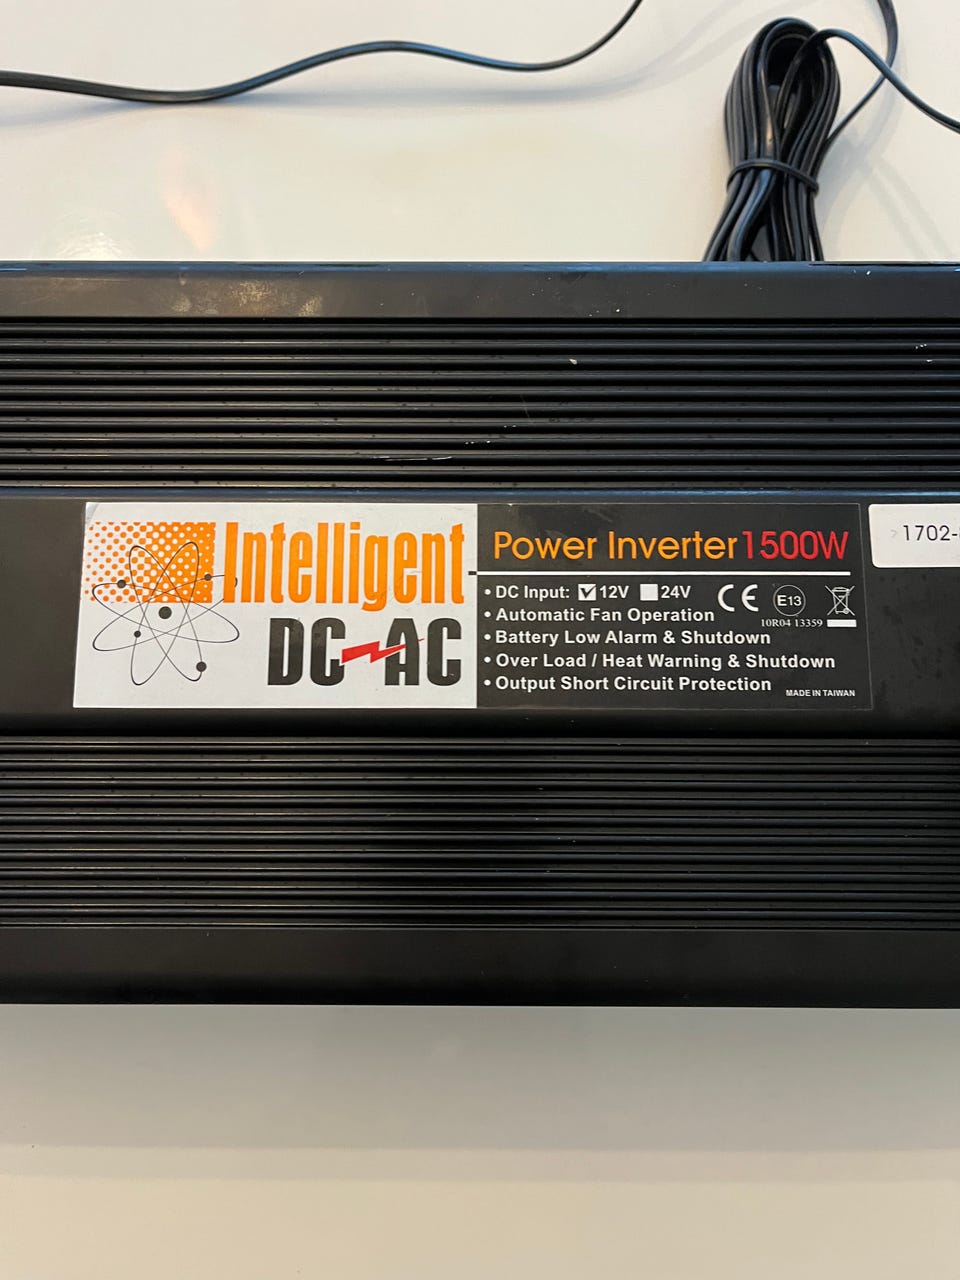 Intelligent
DC AC
Power Inverter 1500W
• DC Input: ☑ 12V ☐ 24V
• Automatic Fan Operation
• Battery Low Alarm & Shutdown
• Over Load / Heat Warning & Shutdown
• Output Short Circuit Protection
CE
E13
10R04 13359
MADE IN TAIWAN
1702-